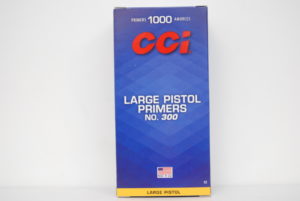 PRIMERS 1000 AMORCES
CCI
LARGE PISTOL
PRIMERS
NO. 300
LARGE PISTOL